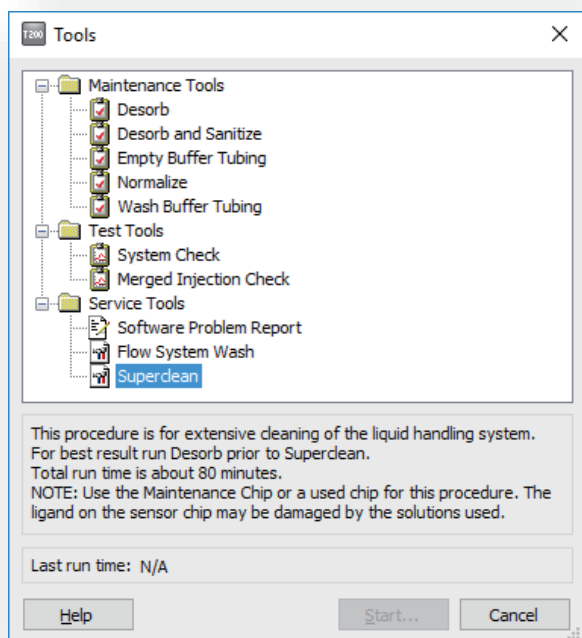 T200 Tools
Maintenance Tools
Desorb
Desorb and Sanitize
Empty Buffer Tubing
Normalize
Wash Buffer Tubing
Test Tools
System Check
Merged Injection Check
Service Tools
Software Problem Report
Flow System Wash
Superclean
This procedure is for extensive cleaning of the liquid handling system.
For best result run Desorb prior to Superclean.
Total run time is about 80 minutes.
NOTE: Use the Maintenance Chip or a used chip for this procedure. The
ligand on the sensor chip may be damaged by the solutions used.
Last run time: N/A
Help Start... Cancel